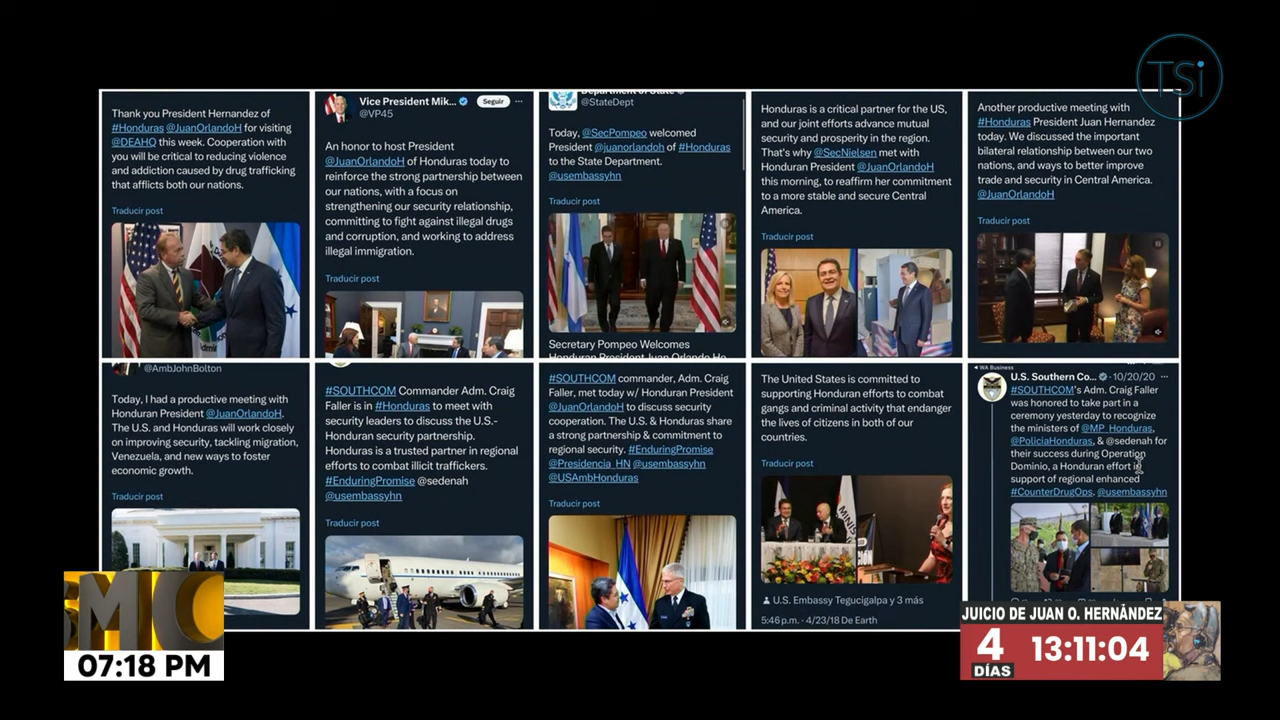 TSi
Thank you President Hernandez of
#Honduras @JuanOrlandoH for visiting
@DEAHQ this week. Cooperation with
you will be critical to reducing violence
and addiction caused by drug trafficking
that afflicts both our nations.
Traducir post
Vice President Mik...
Seguir
@VP45
An honor to host President
@JuanOrlandoH of Honduras today to
reinforce the strong partnership between
our nations, with a focus on
strengthening our security relationship,
committing to fight against illegal drugs
and corruption, and working to address
illegal immigration.
Traducir post
Department of State
@StateDept
Today, @SecPompeo welcomed
President @juanorlandoh of #Honduras
to the State Department.
@usembassyhn
Traducir post
Secretary Pompeo Welcomes
Honduran President Juan Orlando He
Honduras is a critical partner for the US,
and our joint efforts advance mutual
security and prosperity in the region.
That's why @SecNielsen met with
Honduran President @JuanOrlandoH
this morning, to reaffirm her commitment
to a more stable and secure Central
America.
Traducir post
Another productive meeting with
#Honduras President Juan Hernandez
today. We discussed the important
bilateral relationship between our two
nations, and ways to better improve
trade and security in Central America.
@JuanOrlandoH
Traducir post
@AmbJohnBolton
Today, I had a productive meeting with
Honduran President @JuanOrlandoH.
The U.S. and Honduras will work closely
on improving security, tackling migration,
Venezuela, and new ways to foster
economic growth.
Traducir post
#SOUTHCOM Commander Adm. Craig
Faller is in #Honduras to meet with
security leaders to discuss the U.S.-
Honduran security partnership.
Honduras is a trusted partner in regional
efforts to combat illicit traffickers.
#EnduringPromise @sedenah
@usembassyhn
Traducir post
#SOUTHCOM commander, Adm. Craig
Faller, met today w/ Honduran President
@JuanOrlandoH to discuss security
cooperation. The U.S. & Honduras share
a strong partnership & commitment to
regional security. #EnduringPromise
@Presidencia_HN @usembassyhn
@USAmbHonduras
Traducir post
The United States is committed to
supporting Honduran efforts to combat
gangs and criminal activity that endanger
the lives of citizens in both of our
countries.
Traducir post
U.S. Embassy Tegucigalpa y 3 más
5:46 p.m. · 4/23/18 De Earth
WA Business
U.S. Southern Co... · 10/20/20
#SOUTHCOM's Adm. Craig Faller
was honored to take part in a
ceremony yesterday to recognize
the ministers of @MP_Honduras,
@PoliciaHonduras, & @sedenah for
their success during Operation
Dominio, a Honduran effort in
support of regional enhanced
#CounterDrugOps. @usembassyhn
07:18 PM
JUICIO DE JUAN O. HERNÁNDEZ
4
DÍAS
13:11:04